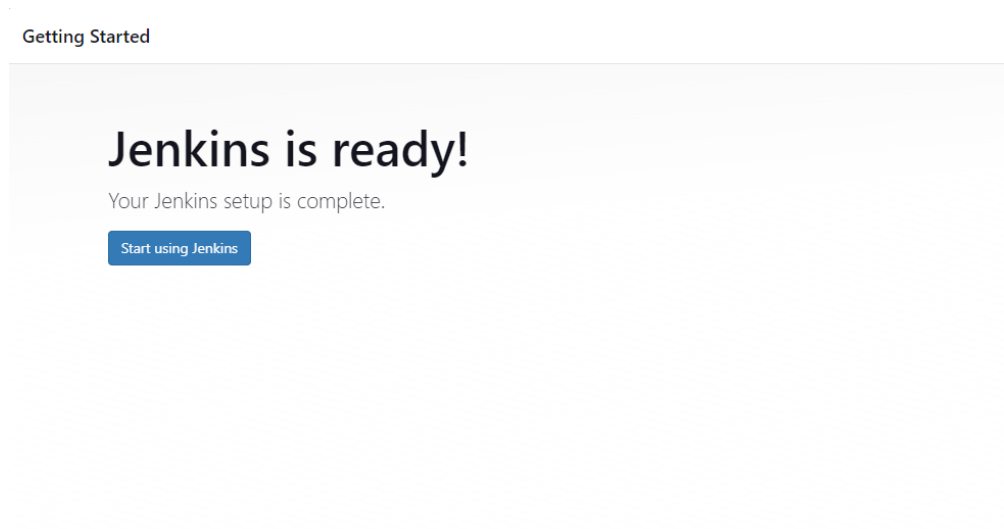 Getting Started
Jenkins is ready!
Your Jenkins setup is complete.
Start using Jenkins